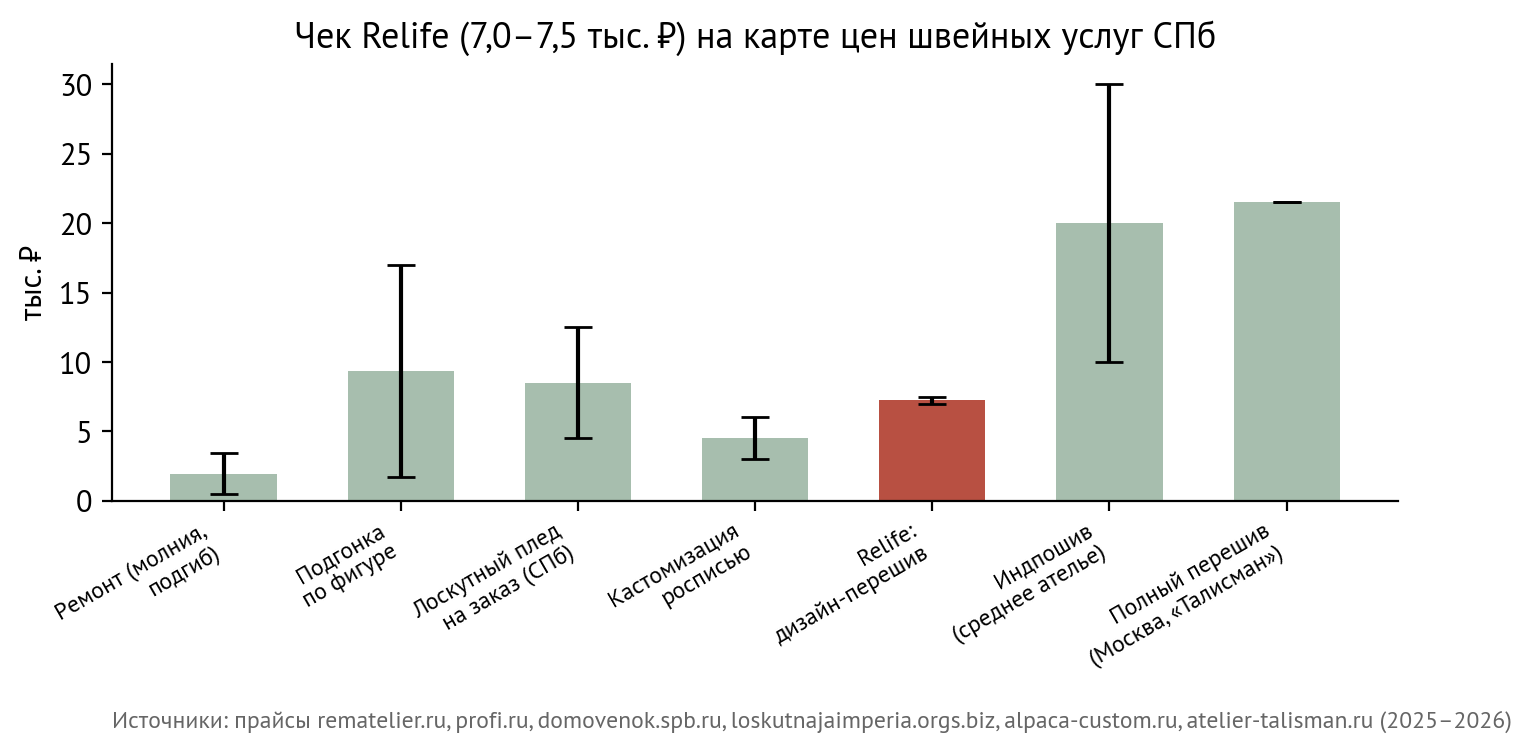 Чек Relife (7,0–7,5 тыс. ₽) на карте цен швейных услуг СПб
тыс. ₽
30
25
20
15
10
5
0
Ремонт (молния,
подгиб)
Подгонка
по фигуре
Лоскутный плед
на заказ (СПб)
Кастомизация
росписью
Relife:
дизайн-перешив
Индпошив
(среднее ателье)
Полный перешив
(Москва, «Талисман»)
Источники: прайсы rematelier.ru, profi.ru, domovenok.spb.ru, loskutnajaimperia.orgs.biz, alpaca-custom.ru, atelier-talisman.ru (2025–2026)